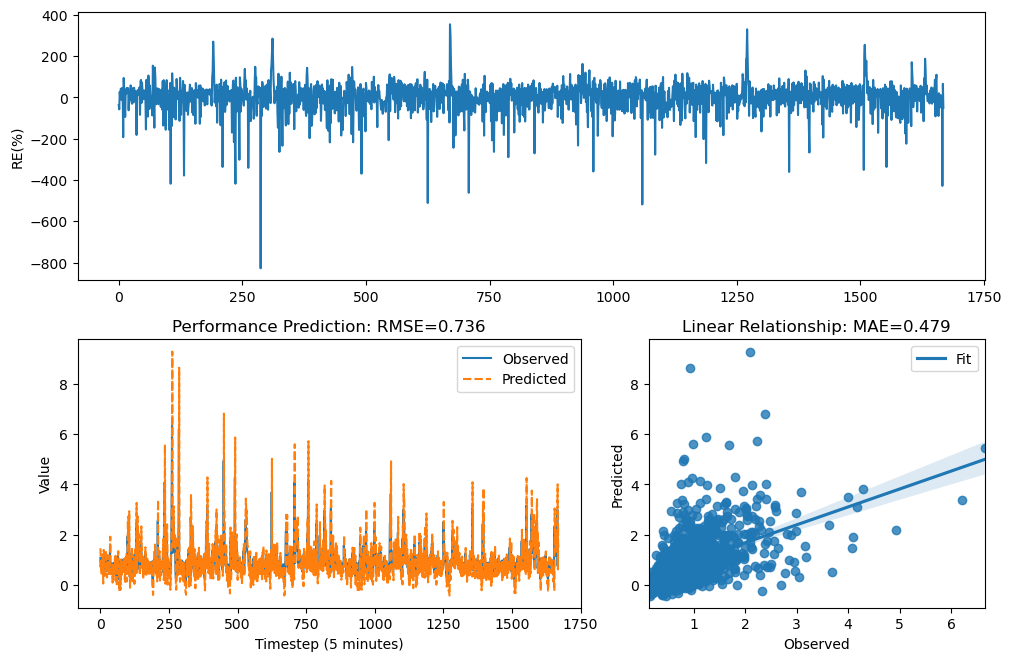 400
200
0
−200
−400
−600
−800
RE(%)
0 250 500 750 1000 1250 1500 1750
Performance Prediction: RMSE=0.736
Observed
Predicted
8
6
4
2
0
Value
0 250 500 750 1000 1250 1500 1750
Timestep (5 minutes)
Linear Relationship: MAE=0.479
Fit
8
6
4
2
0
Predicted
1 2 3 4 5 6
Observed